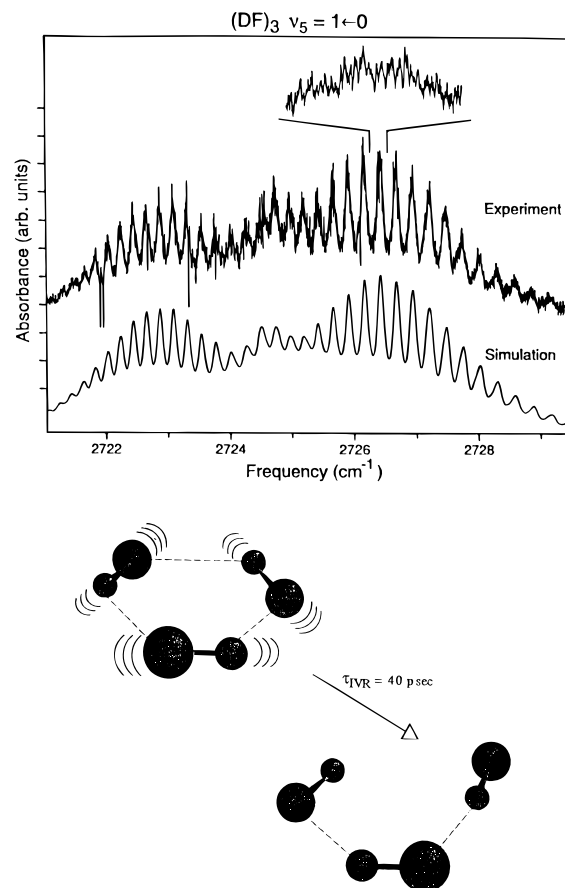 (DF)₃ ν₅ = 1←0
Absorbance (arb. units)
Experiment
Simulation
2722 2724 2726 2728
Frequency (cm⁻¹)
τ_IVR = 40 psec